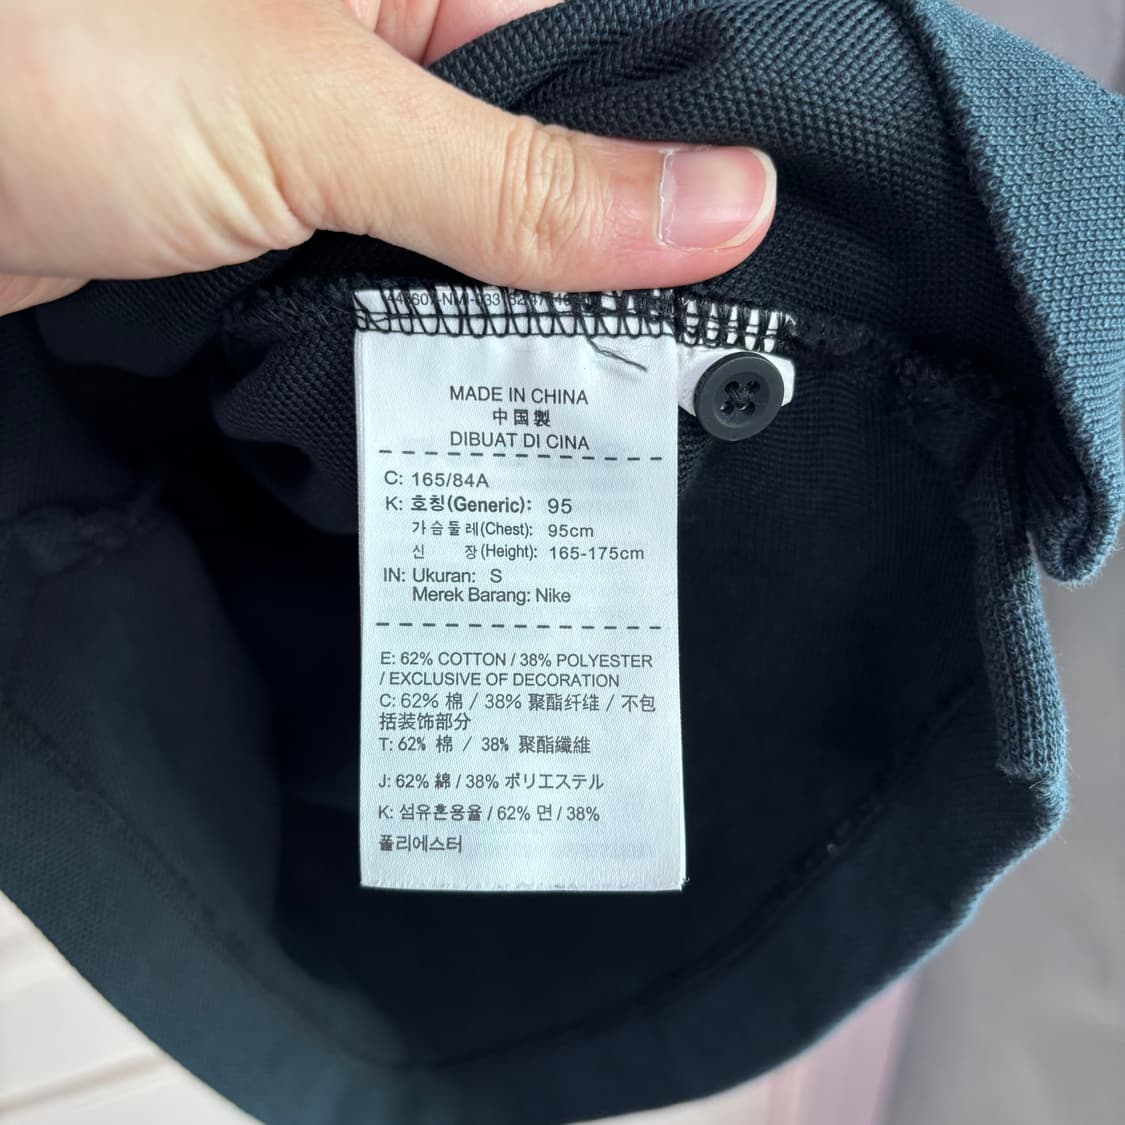 MADE IN CHINA
中国製
DIBUAT DI CINA
C: 165/84A
K: 호칭(Generic): 95
가슴둘레(Chest): 95cm
신 장(Height): 165-175cm
IN: Ukuran: S
Merek Barang: Nike
E: 62% COTTON / 38% POLYESTER
/ EXCLUSIVE OF DECORATION
C: 62% 棉 / 38% 聚酯纤维 / 不包
括装饰部分
T: 62% 棉 / 38% 聚酯纖維
J: 62% 綿 / 38% ポリエステル
K: 섬유혼용율 / 62% 면 / 38%
폴리에스터